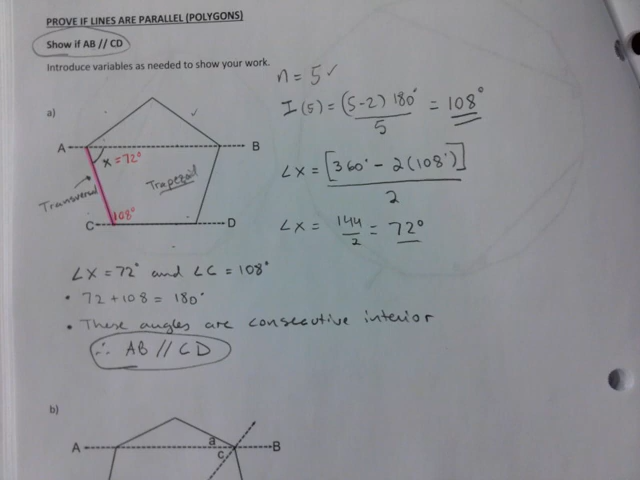 PROVE IF LINES ARE PARALLEL (POLYGONS)
Show if AB // CD
Introduce variables as needed to show your work.
n = 5 ✓
a)
I(5) = (5-2) 180° / 5 = 108°
A B
x = 72°
Transversal
Trapezoid
108°
C D
∠x = [360° - 2(108°)] / 2
∠x = 144 / 2 = 72°
∠x = 72° and ∠C = 108°
• 72 + 108 = 180°
• These angles are consecutive interior
∴ AB // CD
b)
A a B
c